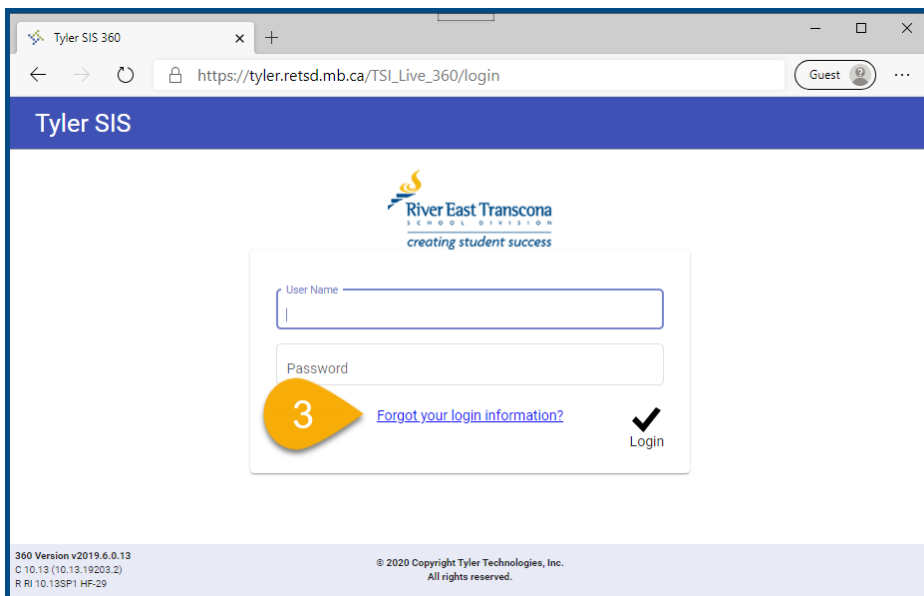 Tyler SIS 360
https://tyler.retsd.mb.ca/TSI_Live_360/login
Guest
Tyler SIS
River East Transcona
SCHOOL DIVISION
creating student success
User Name
Password
3
Forgot your login information?
Login
360 Version v2019.6.0.13
C 10.13 (10.13.19203.2)
R RI 10.13SP1 HF-29
© 2020 Copyright Tyler Technologies, Inc.
All rights reserved.